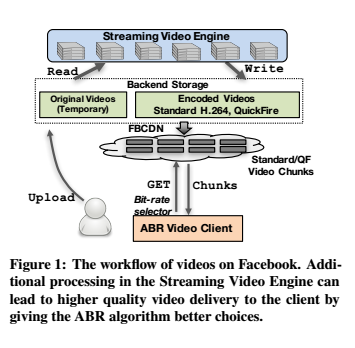 Streaming Video Engine
Read
Write
Backend Storage
Original Videos
(Temporary)
Encoded Videos
Standard H.264, QuickFire
FBCDN
Standard/QF
Video Chunks
Upload
GET
Chunks
Bit-rate
selector
ABR Video Client
Figure 1: The workflow of videos on Facebook. Addi-
tional processing in the Streaming Video Engine can
lead to higher quality video delivery to the client by
giving the ABR algorithm better choices.